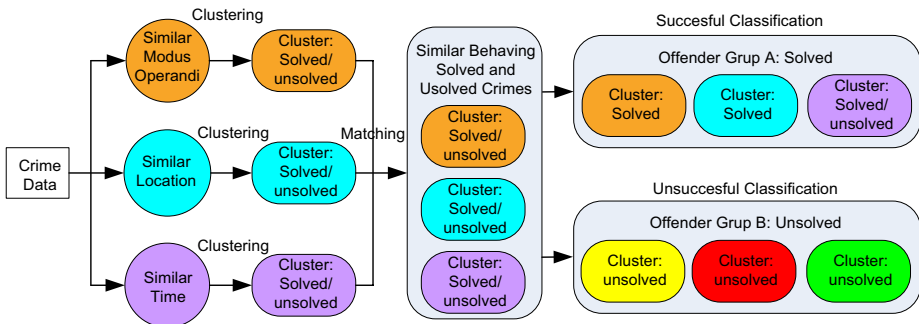 Crime
Data
Clustering
Similar
Modus
Operandi
Cluster:
Solved/
unsolved
Clustering
Similar
Location
Cluster:
Solved/
unsolved
Clustering
Similar
Time
Cluster:
Solved/
unsolved
Matching
Similar Behaving
Solved and
Usolved Crimes
Cluster:
Solved/
unsolved
Cluster:
Solved/
unsolved
Cluster:
Solved/
unsolved
Succesful Classification
Offender Grup A: Solved
Cluster:
Solved
Cluster:
Solved
Cluster:
Solved/
unsolved
Unsuccesful Classification
Offender Grup B: Unsolved
Cluster:
unsolved
Cluster:
unsolved
Cluster:
unsolved